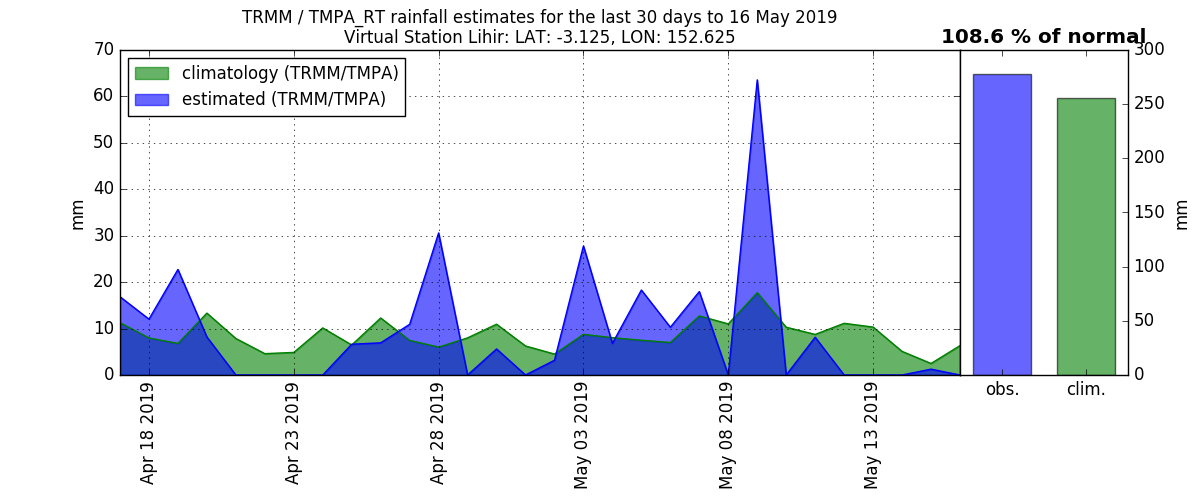 TRMM / TMPA_RT rainfall estimates for the last 30 days to 16 May 2019
Virtual Station Lihir: LAT: -3.125, LON: 152.625
108.6 % of normal
climatology (TRMM/TMPA)
estimated (TRMM/TMPA)
70
60
50
40
30
20
10
0
mm
Apr 18 2019
Apr 23 2019
Apr 28 2019
May 03 2019
May 08 2019
May 13 2019
300
250
200
150
100
50
0
mm
obs.
clim.